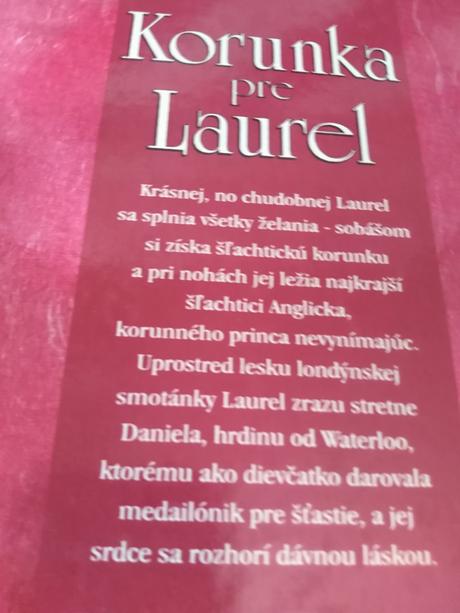 Korunka
pre
Laurel
Krásnej, no chudobnej Laurel
sa splnia všetky želania - sobášom
si získa šľachtickú korunku
a pri nohách jej ležia najkrajší
šľachtici Anglicka,
korunného princa nevynímajúc.
Uprostred lesku londýnskej
smotánky Laurel zrazu stretne
Daniela, hrdinu od Waterloo,
ktorému ako dievčatko darovala
medailónik pre šťastie, a jej
srdce sa rozhorí dávnou láskou.